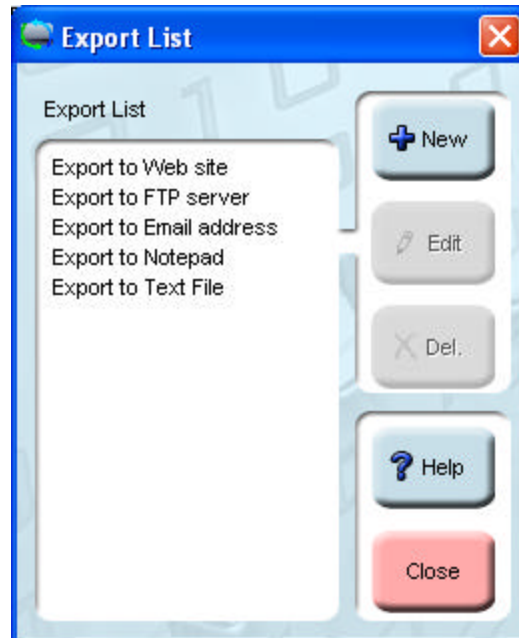 Export List
Export List
Export to Web site
Export to FTP server
Export to Email address
Export to Notepad
Export to Text File
New
Edit
Del.
Help
Close